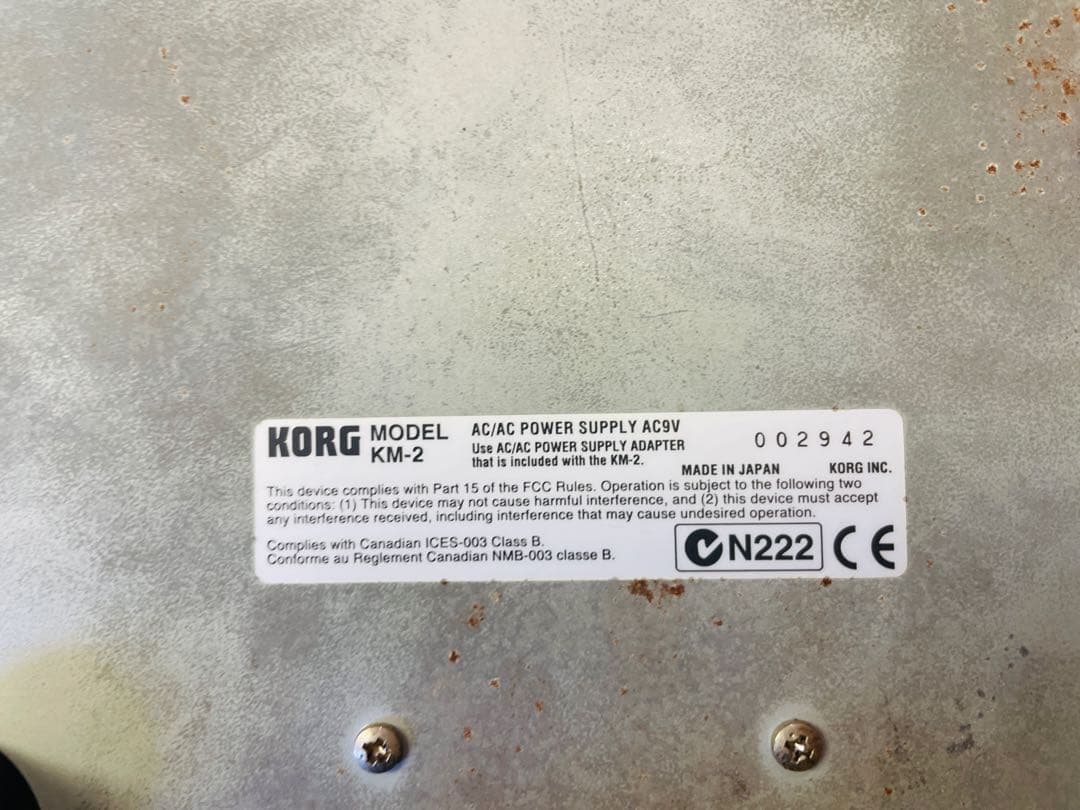 KORG MODEL KM-2
AC/AC POWER SUPPLY AC9V
Use AC/AC POWER SUPPLY ADAPTER
that is included with the KM-2.
002942
MADE IN JAPAN KORG INC.
This device complies with Part 15 of the FCC Rules. Operation is subject to the following two
conditions: (1) This device may not cause harmful interference, and (2) this device must accept
any interference received, including interference that may cause undesired operation.
Complies with Canadian ICES-003 Class B.
Conforme au Reglement Canadien NMB-003 classe B.
N222 CE